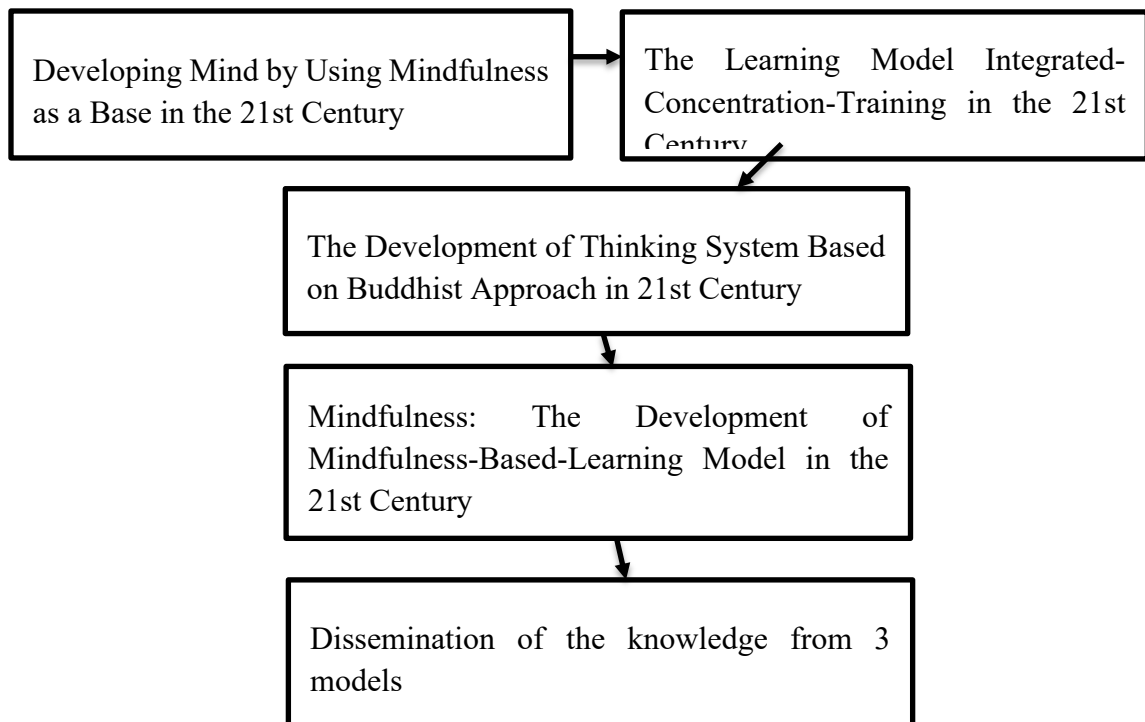 Developing Mind by Using Mindfulness
as a Base in the 21st Century
The Learning Model Integrated-
Concentration-Training in the 21st
Century
The Development of Thinking System Based
on Buddhist Approach in 21st Century
Mindfulness: The Development of
Mindfulness-Based-Learning Model in the
21st Century
Dissemination of the knowledge from 3
models